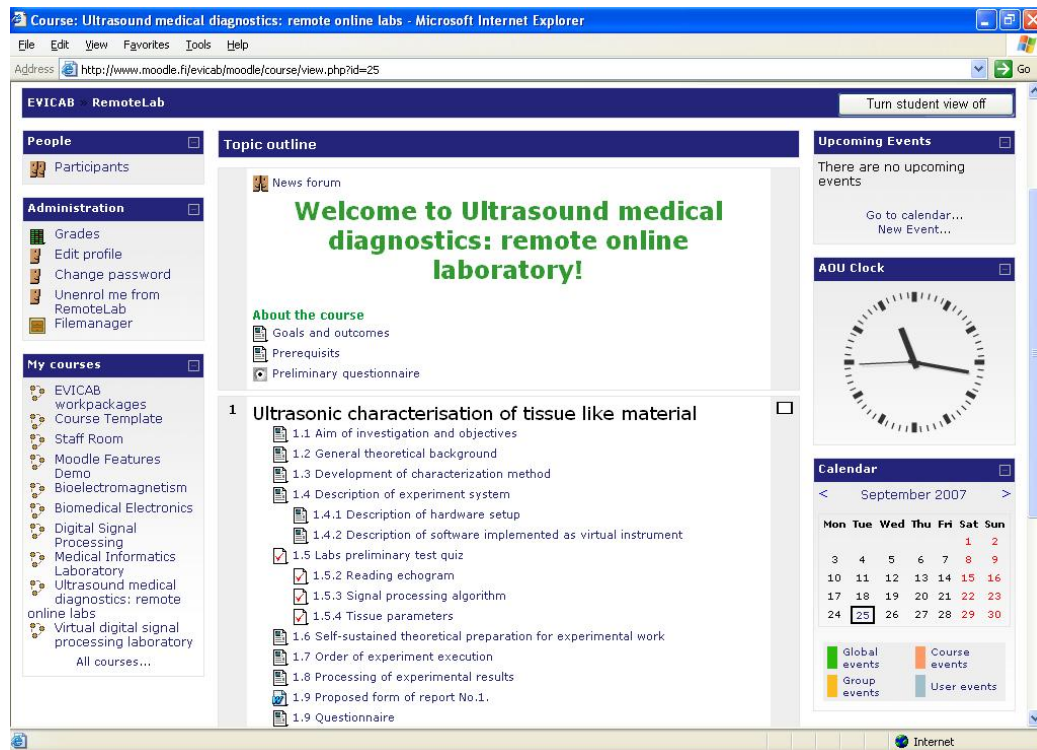 Course: Ultrasound medical diagnostics: remote online labs - Microsoft Internet Explorer
File Edit View Favorites Tools Help
Address http://www.moodle.fi/evicab/moodle/course/view.php?id=25 Go
EVICAB » RemoteLab
Turn student view off
People
Participants
Administration
Grades
Edit profile
Change password
Unenrol me from
RemoteLab
Filemanager
My courses
EVICAB
workpackages
Course Template
Staff Room
Moodle Features
Demo
Bioelectromagnetism
Biomedical Electronics
Digital Signal
Processing
Medical Informatics
Laboratory
Ultrasound medical
diagnostics: remote
online labs
Virtual digital signal
processing laboratory
All courses...
Topic outline
News forum
Welcome to Ultrasound medical
diagnostics: remote online
laboratory!
About the course
Goals and outcomes
Prerequisits
Preliminary questionnaire
1 Ultrasonic characterisation of tissue like material
1.1 Aim of investigation and objectives
1.2 General theoretical background
1.3 Development of characterization method
1.4 Description of experiment system
1.4.1 Description of hardware setup
1.4.2 Description of software implemented as virtual instrument
1.5 Labs preliminary test quiz
1.5.2 Reading echogram
1.5.3 Signal processing algorithm
1.5.4 Tissue parameters
1.6 Self-sustained theoretical preparation for experimental work
1.7 Order of experiment execution
1.8 Processing of experimental results
1.9 Proposed form of report No.1.
1.9 Questionnaire
Upcoming Events
There are no upcoming
events
Go to calendar...
New Event...
AOU Clock
Calendar
< September 2007 >
Mon Tue Wed Thu Fri Sat Sun
1 2
3 4 5 6 7 8 9
10 11 12 13 14 15 16
17 18 19 20 21 22 23
24 25 26 27 28 29 30
Global
events
Course
events
Group
events
User events
Internet